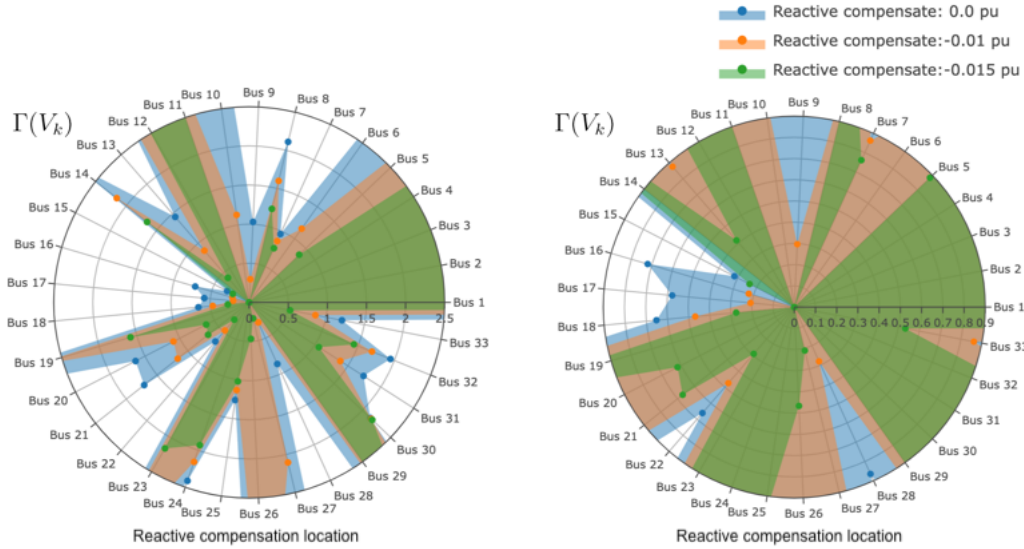 Reactive compensate: 0.0 pu
Reactive compensate:-0.01 pu
Reactive compensate:-0.015 pu
Γ(V_k)
Bus 1
Bus 2
Bus 3
Bus 4
Bus 5
Bus 6
Bus 7
Bus 8
Bus 9
Bus 10
Bus 11
Bus 12
Bus 13
Bus 14
Bus 15
Bus 16
Bus 17
Bus 18
Bus 19
Bus 20
Bus 21
Bus 22
Bus 23
Bus 24
Bus 25
Bus 26
Bus 27
Bus 28
Bus 29
Bus 30
Bus 31
Bus 32
Bus 33
0 0.5 1 1.5 2 2.5
Reactive compensation location
Γ(V_k)
Bus 1
Bus 2
Bus 3
Bus 4
Bus 5
Bus 6
Bus 7
Bus 8
Bus 9
Bus 10
Bus 11
Bus 12
Bus 13
Bus 14
Bus 15
Bus 16
Bus 17
Bus 18
Bus 19
Bus 20
Bus 21
Bus 22
Bus 23
Bus 24
Bus 25
Bus 26
Bus 27
Bus 28
Bus 29
Bus 30
Bus 31
Bus 32
Bus 33
0 0.1 0.2 0.3 0.4 0.5 0.6 0.7 0.8 0.9
Reactive compensation location